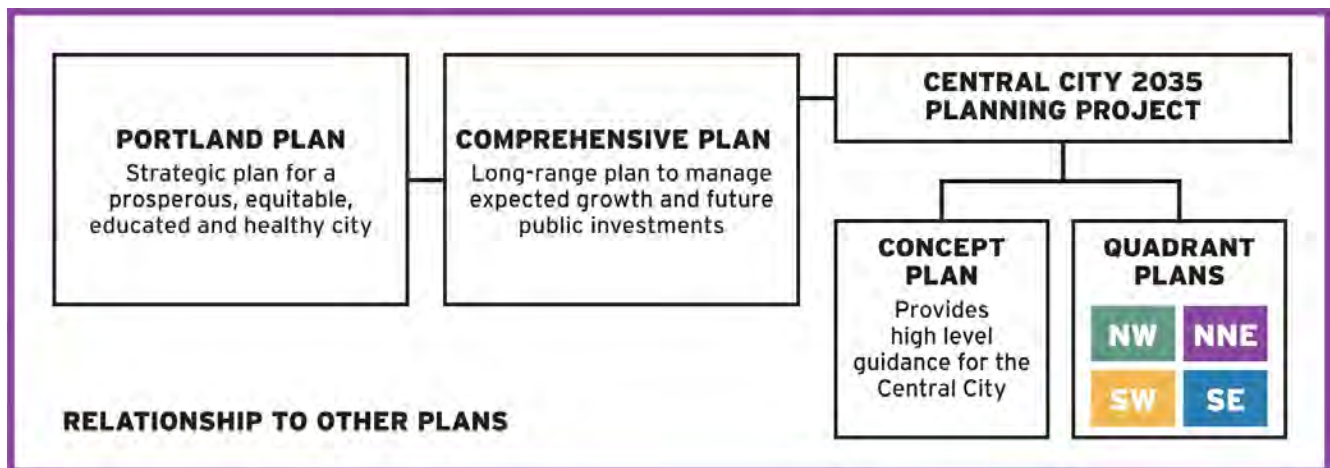 PORTLAND PLAN
Strategic plan for a
prosperous, equitable,
educated and healthy city
COMPREHENSIVE PLAN
Long-range plan to manage
expected growth and future
public investments
CENTRAL CITY 2035
PLANNING PROJECT
CONCEPT
PLAN
Provides
high level
guidance for the
Central City
QUADRANT
PLANS
NW NNE
SW SE
RELATIONSHIP TO OTHER PLANS